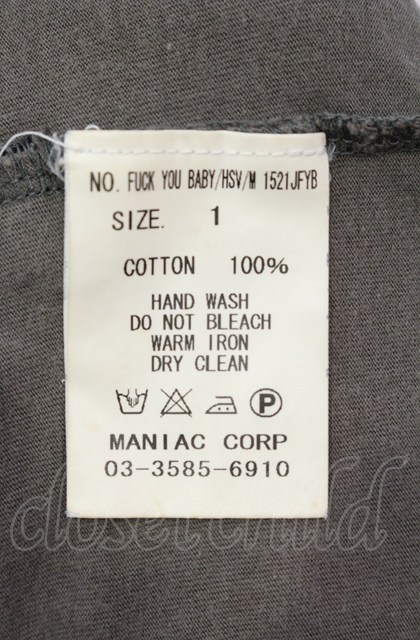 NO. FUCK YOU BABY/HSV/M 1521JFYB
SIZE. 1
COTTON 100%
HAND WASH
DO NOT BLEACH
WARM IRON
DRY CLEAN
P
MANIAC CORP
03-3585-6910
closet child